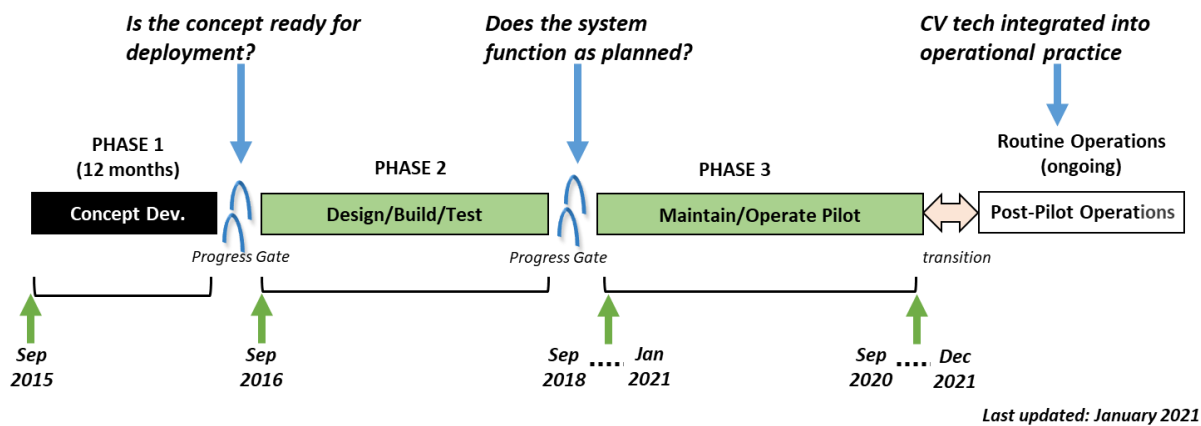 Is the concept ready for
deployment?
Does the system
function as planned?
CV tech integrated into
operational practice
PHASE 1
(12 months)
PHASE 2
PHASE 3
Routine Operations
(ongoing)
Concept Dev.
Design/Build/Test
Maintain/Operate Pilot
Post-Pilot Operations
Progress Gate
Progress Gate
transition
Sep
2015
Sep
2016
Sep
2018
Jan
2021
Sep
2020
Dec
2021
Last updated: January 2021